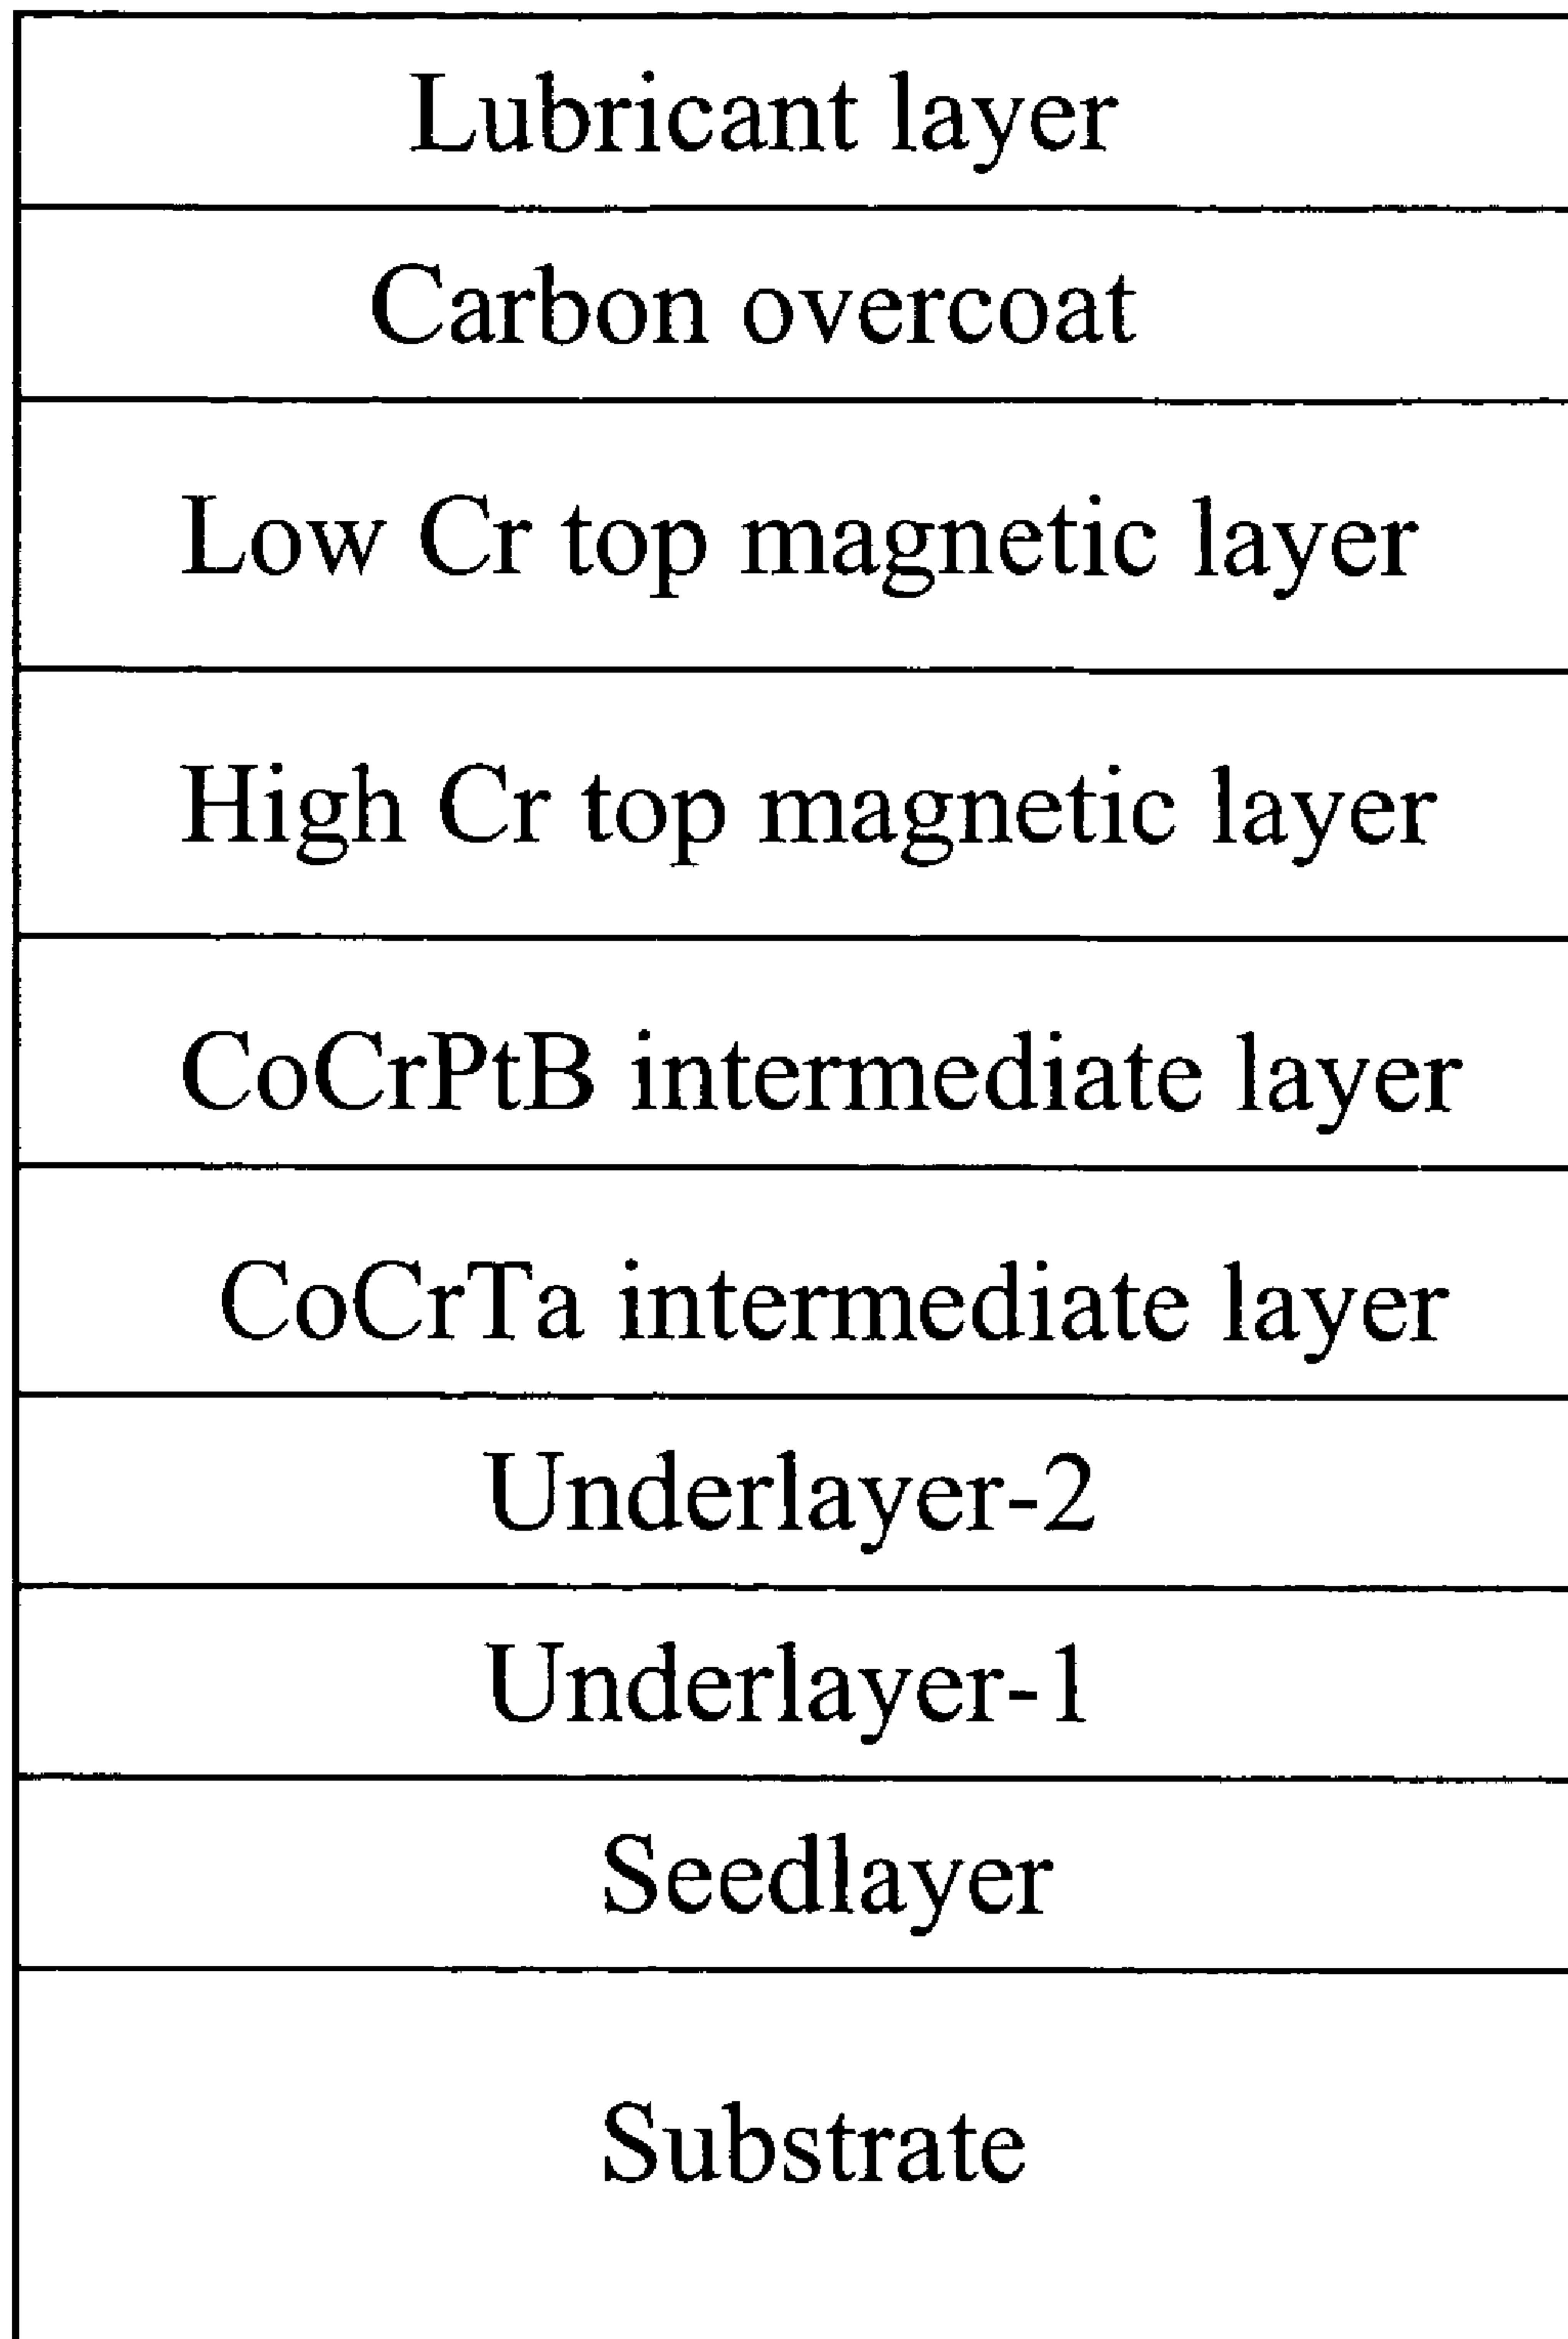 Lubricant layer
Carbon overcoat
Low Cr top magnetic layer
High Cr top magnetic layer
CoCrPtB intermediate layer
CoCrTa intermediate layer
Underlayer-2
Underlayer-1
Seedlayer
Substrate